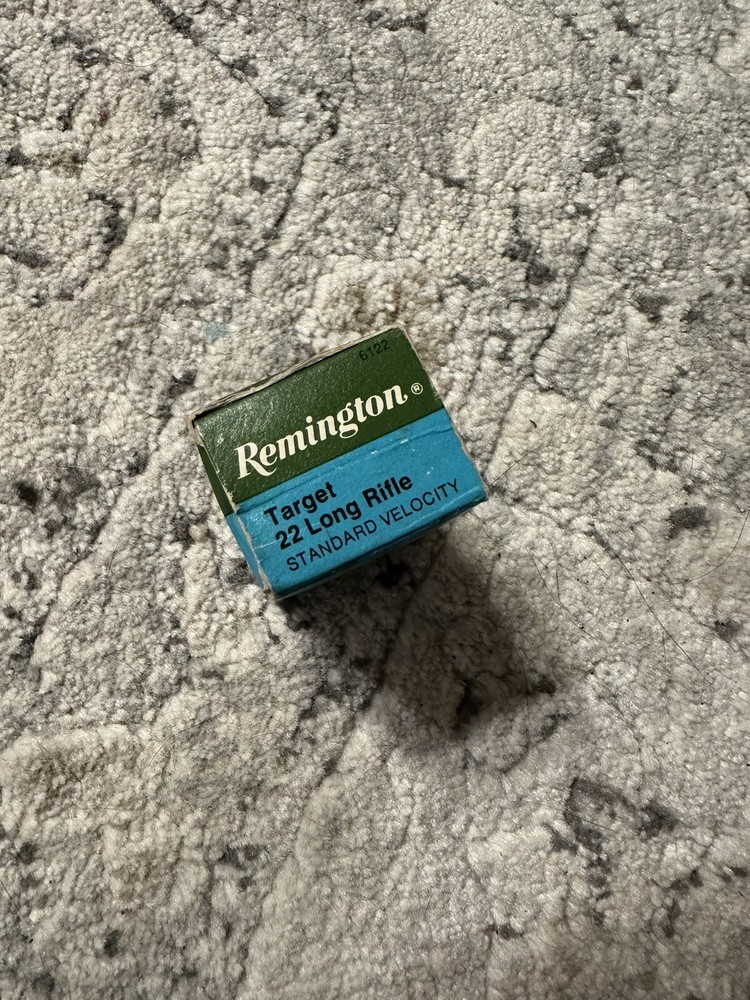 6122
Remington®
Target
22 Long Rifle
STANDARD VELOCITY